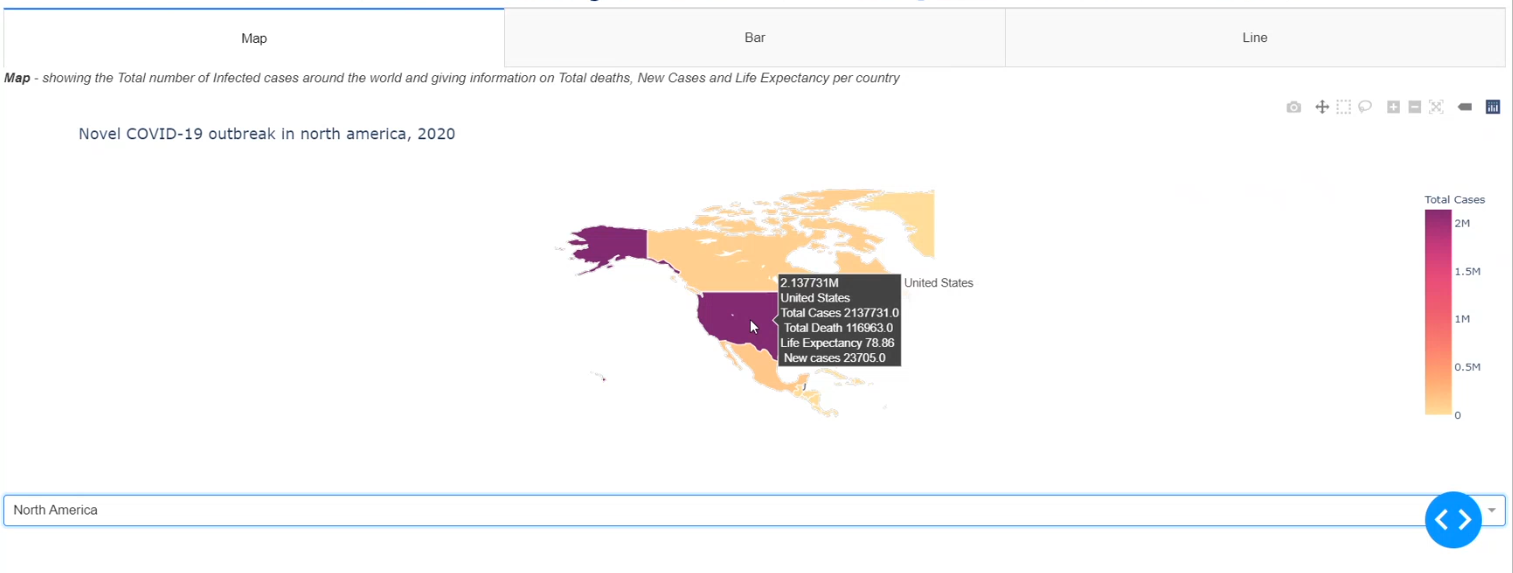 Map
Bar
Line
Map - showing the Total number of Infected cases around the world and giving information on Total deaths, New Cases and Life Expectancy per country
Novel COVID-19 outbreak in north america, 2020
Total Cases
2M
1.5M
1M
0.5M
0
2.137731M
United States
Total Cases 2137731.0
Total Death 116963.0
Life Expectancy 78.86
New cases 23705.0
United States
North America